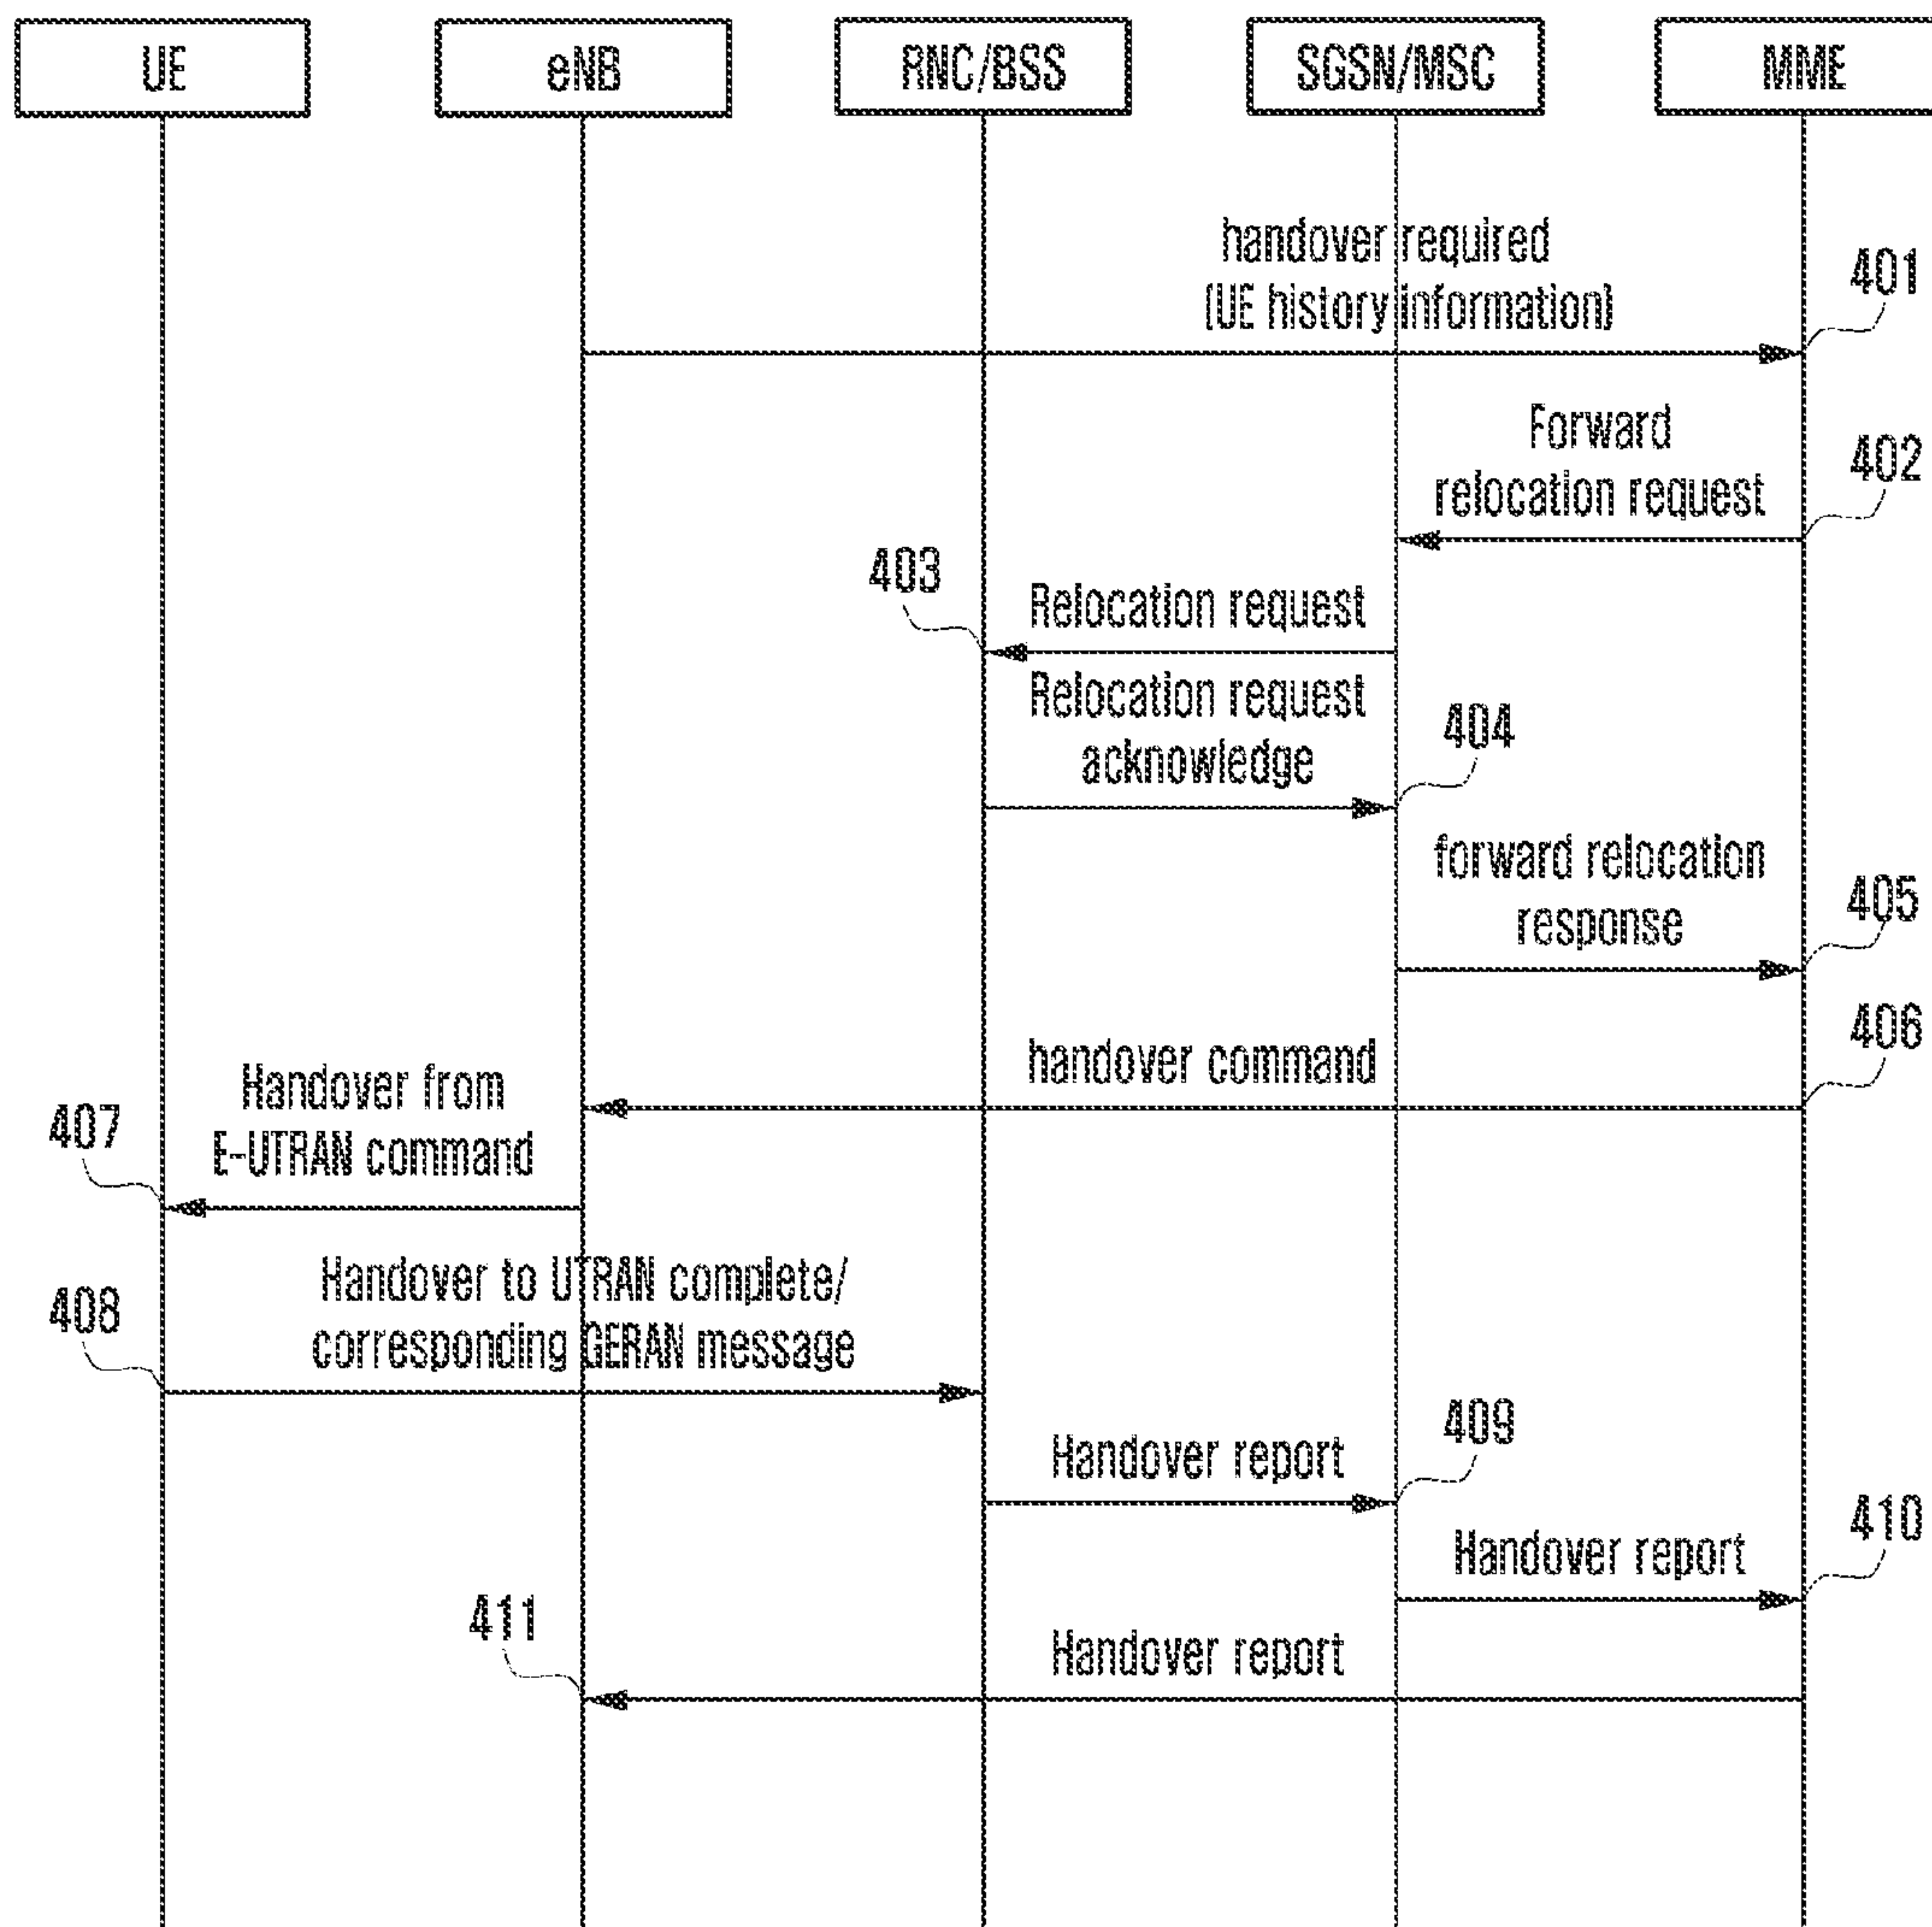 UE
eNB
RNC/BSS
SGSN/MSC
MME
handover required
(UE history information)
401
Forward
relocation request
402
403
Relocation request
Relocation request
acknowledge
404
forward relocation
response
405
406
handover command
Handover from
E-UTRAN command
407
Handover to UTRAN complete/
corresponding GERAN message
408
Handover report
409
Handover report
410
411
Handover report